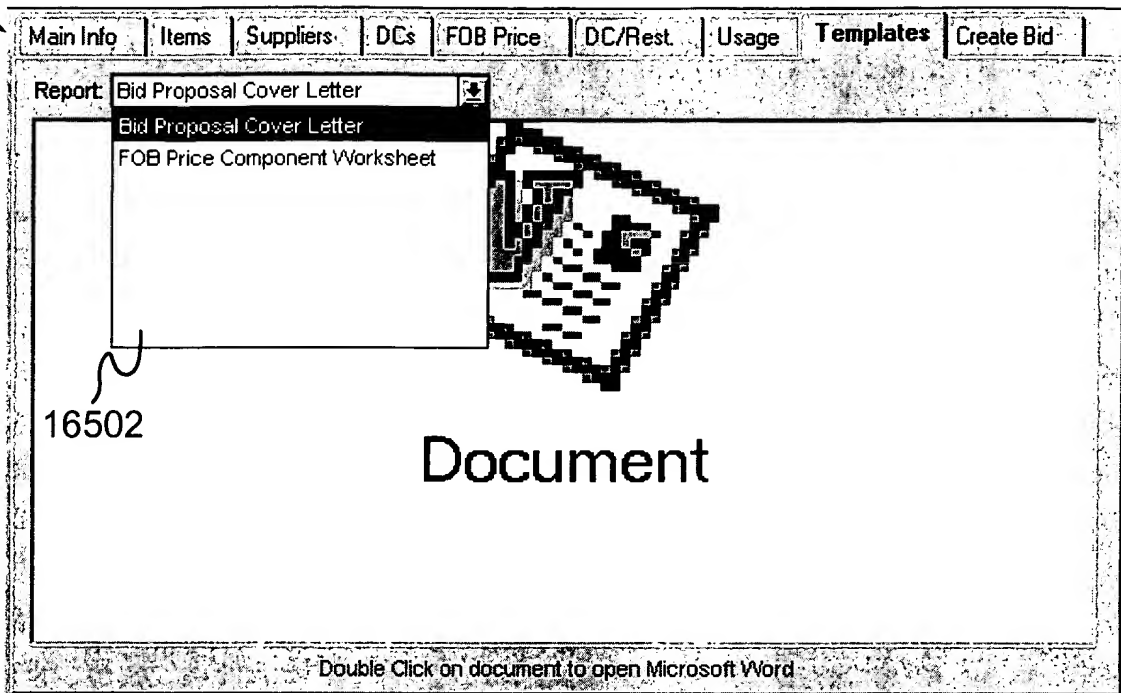 Main Info Items Suppliers DCs FOB Price DC/Rest. Usage Templates Create Bid
Report: Bid Proposal Cover Letter
Bid Proposal Cover Letter
FOB Price Component Worksheet
16502
Document
Double Click on document to open Microsoft Word